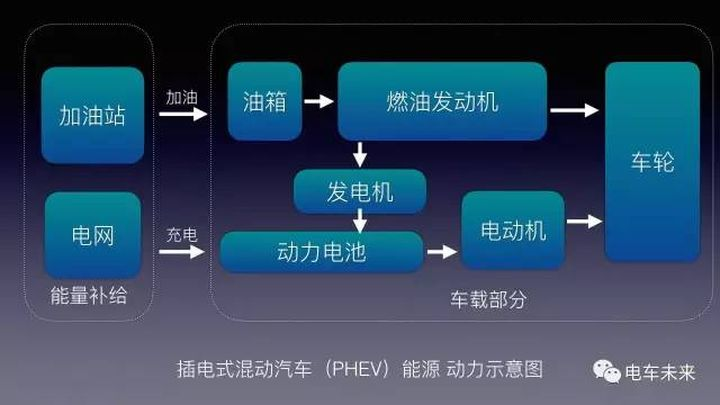 加油站
加油
油箱
燃油发动机
车轮
发电机
电网
充电
动力电池
电动机
能量补给
车载部分
插电式混动汽车（PHEV）能源 动力示意图
电车未来